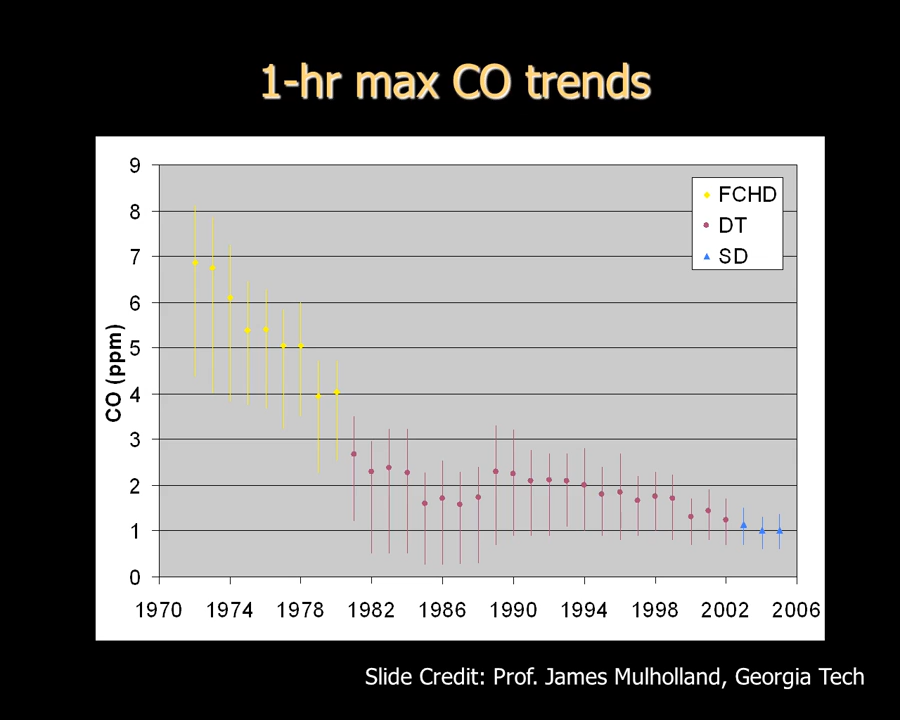 1-hr max CO trends
9
8
7
6
5
4
3
2
1
0
CO (ppm)
FCHD
DT
SD
1970 1974 1978 1982 1986 1990 1994 1998 2002 2006
Slide Credit: Prof. James Mulholland, Georgia Tech